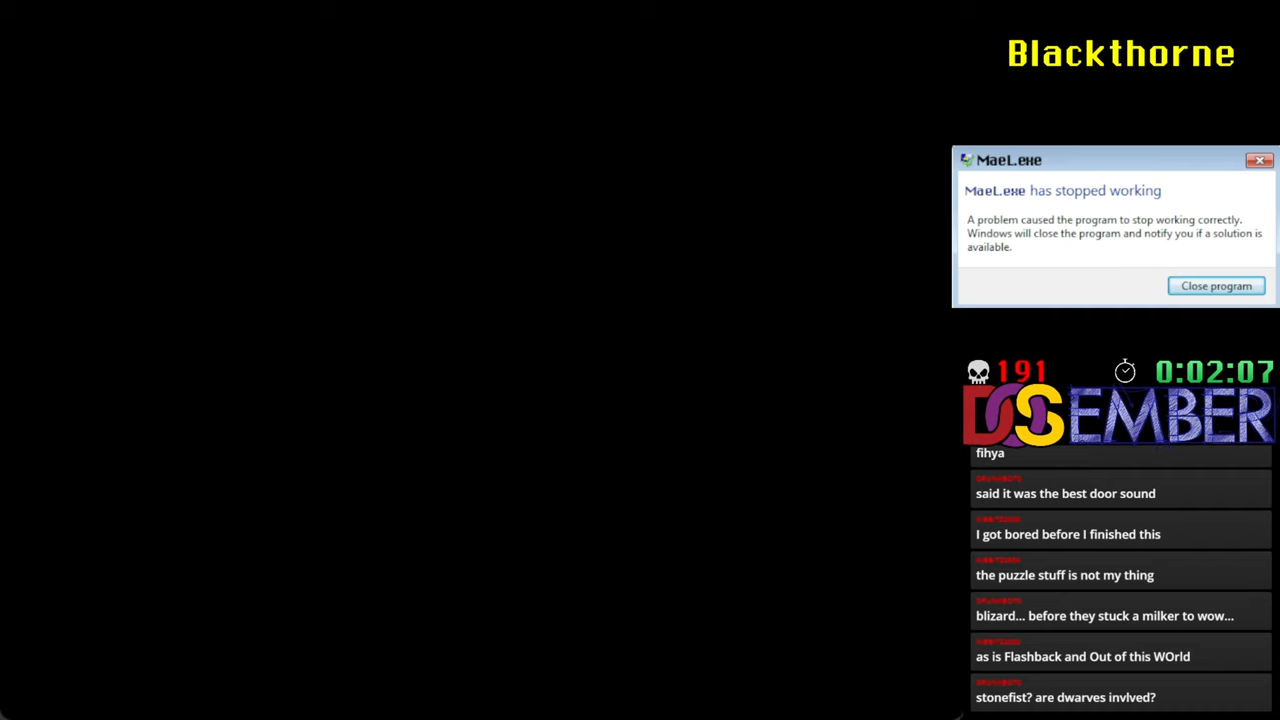 Blackthorne
MaeL.exe
MaeL.exe has stopped working
A problem caused the program to stop working correctly.
Windows will close the program and notify you if a solution is
available.
Close program
191
0:02:07
DOSEMBER
fihya
said it was the best door sound
I got bored before I finished this
the puzzle stuff is not my thing
blizard... before they stuck a milker to wow...
as is Flashback and Out of this WOrld
stonefist? are dwarves invlved?